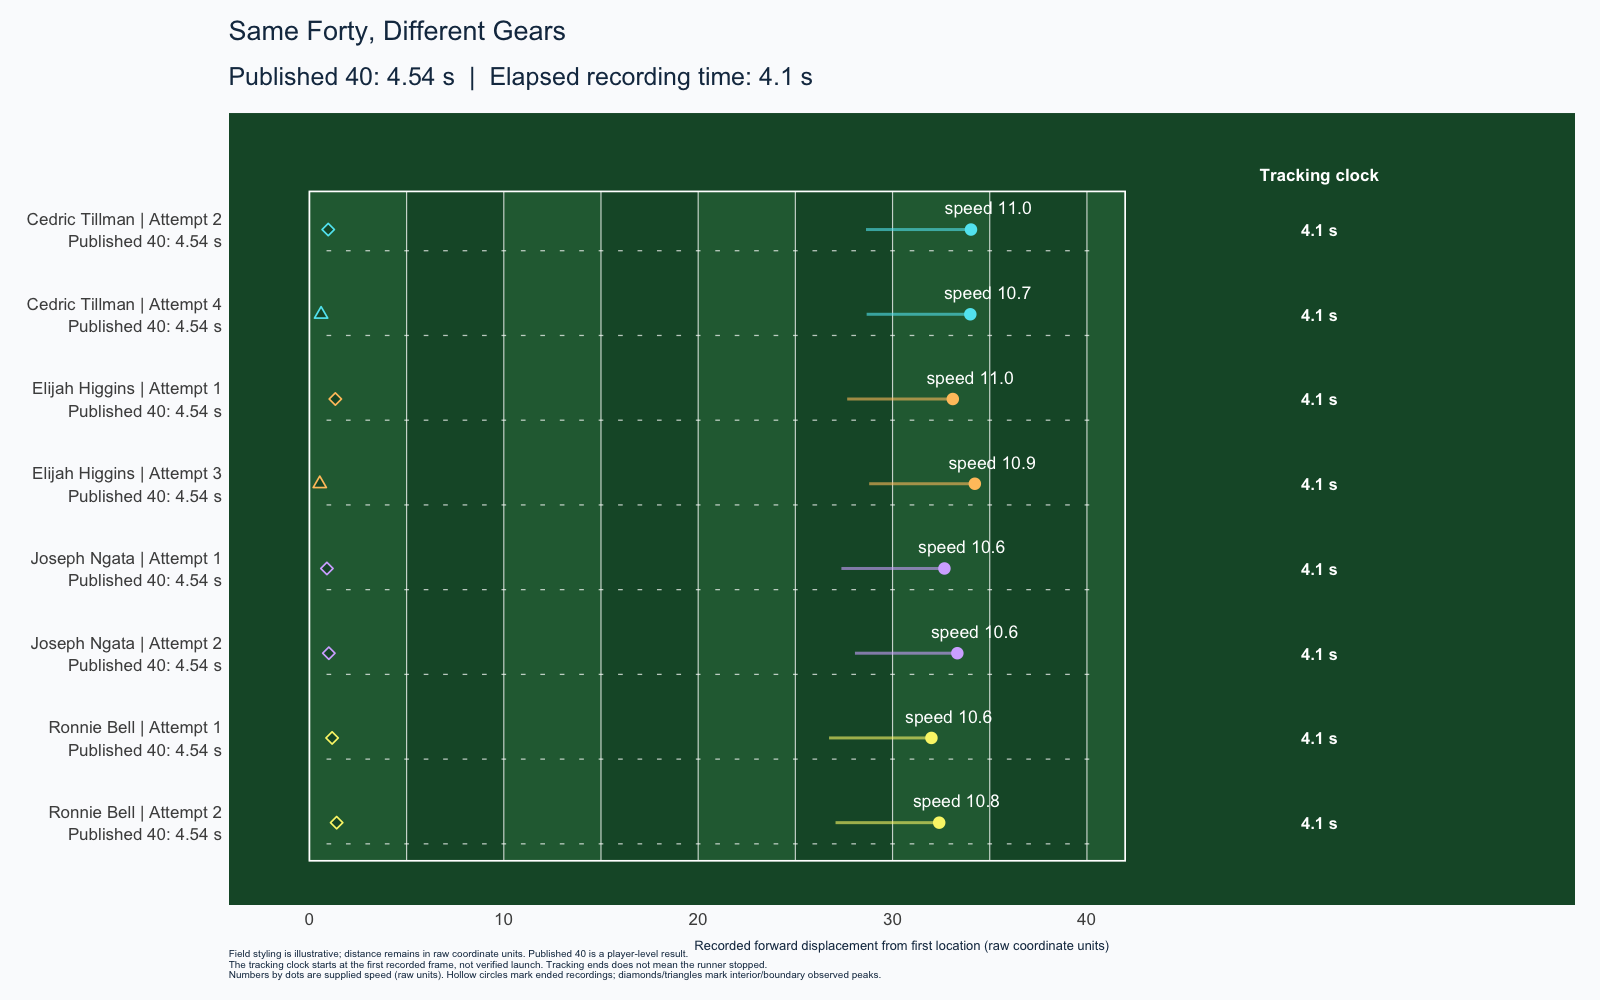 Same Forty, Different Gears
Published 40: 4.54 s | Elapsed recording time: 4.1 s
Tracking clock
Cedric Tillman | Attempt 2
Published 40: 4.54 s
speed 11.0
4.1 s
Cedric Tillman | Attempt 4
Published 40: 4.54 s
speed 10.7
4.1 s
Elijah Higgins | Attempt 1
Published 40: 4.54 s
speed 11.0
4.1 s
Elijah Higgins | Attempt 3
Published 40: 4.54 s
speed 10.9
4.1 s
Joseph Ngata | Attempt 1
Published 40: 4.54 s
speed 10.6
4.1 s
Joseph Ngata | Attempt 2
Published 40: 4.54 s
speed 10.6
4.1 s
Ronnie Bell | Attempt 1
Published 40: 4.54 s
speed 10.6
4.1 s
Ronnie Bell | Attempt 2
Published 40: 4.54 s
speed 10.8
4.1 s
0 10 20 30 40
Recorded forward displacement from first location (raw coordinate units)
Field styling is illustrative; distance remains in raw coordinate units. Published 40 is a player-level result.
The tracking clock starts at the first recorded frame, not verified launch. Tracking ends does not mean the runner stopped.
Numbers by dots are supplied speed (raw units). Hollow circles mark ended recordings; diamonds/triangles mark interior/boundary observed peaks.